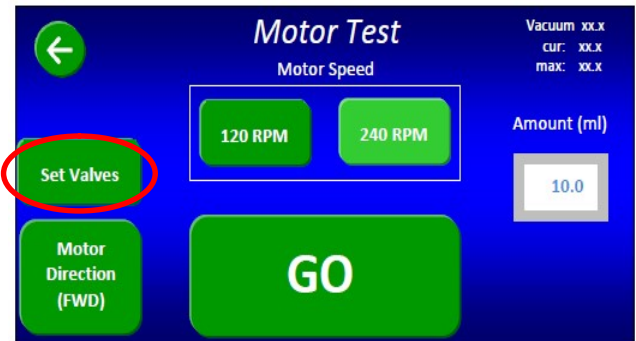 Motor Test
Motor Speed
Vacuum xx.x
cur: xx.x
max: xx.x
120 RPM
240 RPM
Amount (ml)
10.0
Set Valves
Motor
Direction
(FWD)
GO